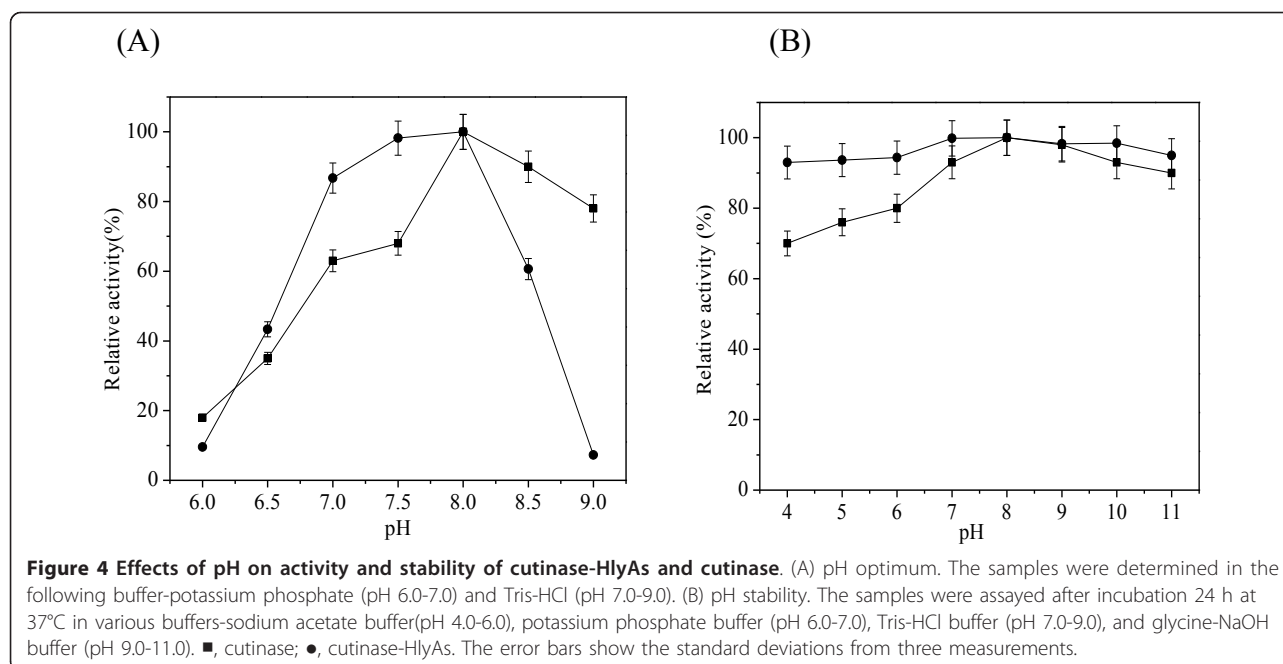 (A)
(B)
Relative activity(%)
100
80
60
40
20
0
6.0 6.5 7.0 7.5 8.0 8.5 9.0
pH
Relative activity (%)
100
80
60
40
20
0
4 5 6 7 8 9 10 11
pH
Figure 4 Effects of pH on activity and stability of cutinase-HlyAs and cutinase. (A) pH optimum. The samples were determined in the
following buffer-potassium phosphate (pH 6.0-7.0) and Tris-HCl (pH 7.0-9.0). (B) pH stability. The samples were assayed after incubation 24 h at
37°C in various buffers-sodium acetate buffer(pH 4.0-6.0), potassium phosphate buffer (pH 6.0-7.0), Tris-HCl buffer (pH 7.0-9.0), and glycine-NaOH
buffer (pH 9.0-11.0). ■, cutinase; ●, cutinase-HlyAs. The error bars show the standard deviations from three measurements.